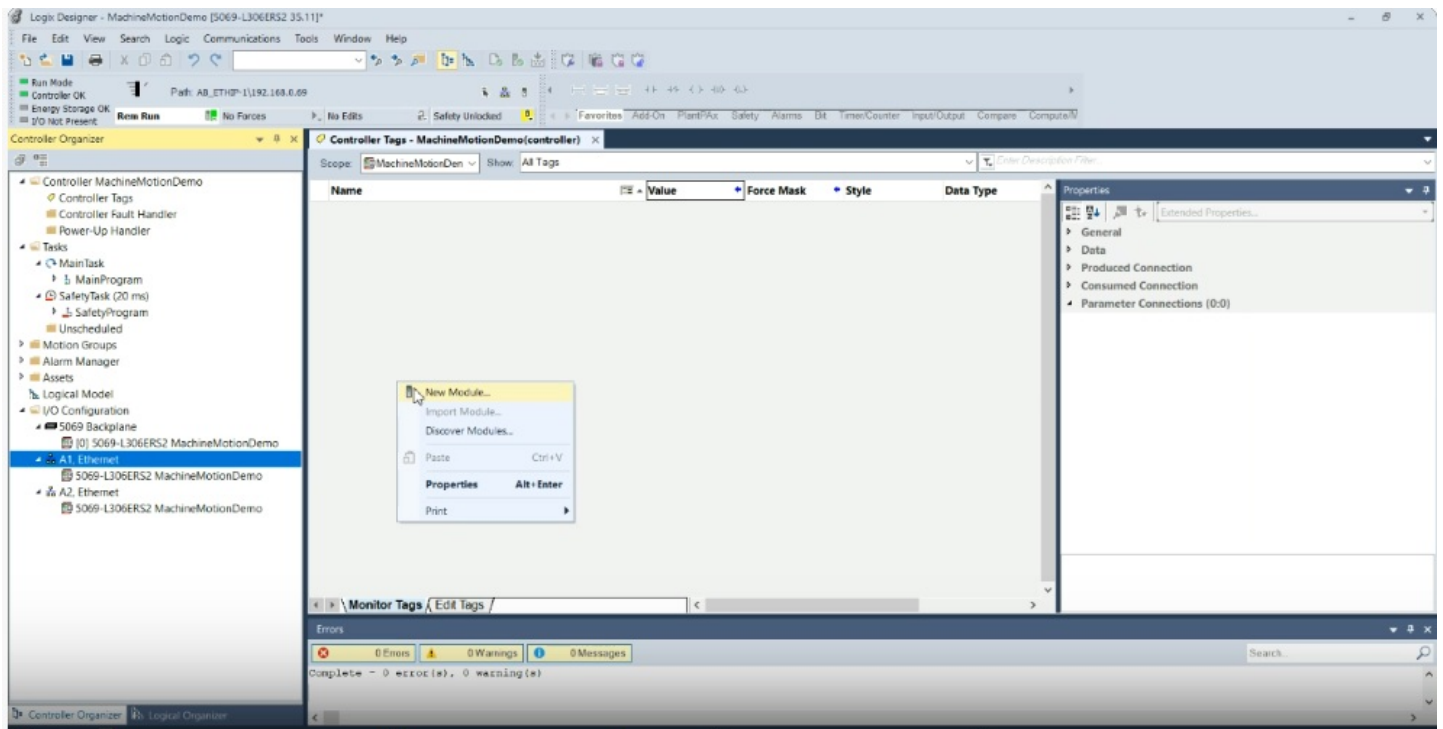 Logix Designer - MachineMotionDemo [5069-L306ERS2 35.11]*
File Edit View Search Logic Communications Tools Window Help
Run Mode
Controller OK
Energy Storage OK
I/O Not Present
Path: AB_ETHIP-1\192.168.0.69
Rem Run No Forces No Edits Safety Unlocked
Favorites Add-On PlantPAx Safety Alarms Bit Timer/Counter Input/Output Compare Compute/M
Controller Organizer
Controller Tags - MachineMotionDemo(controller)
Scope: MachineMotionDen Show: All Tags Enter Description Filter...
Name Value Force Mask Style Data Type
Controller MachineMotionDemo
Controller Tags
Controller Fault Handler
Power-Up Handler
Tasks
MainTask
MainProgram
SafetyTask (20 ms)
SafetyProgram
Unscheduled
Motion Groups
Alarm Manager
Assets
Logical Model
I/O Configuration
5069 Backplane
[0] 5069-L306ERS2 MachineMotionDemo
A1, Ethernet
5069-L306ERS2 MachineMotionDemo
A2, Ethernet
5069-L306ERS2 MachineMotionDemo
New Module...
Import Module...
Discover Modules...
Paste Ctrl+V
Properties Alt+Enter
Print
Properties
Extended Properties...
General
Data
Produced Connection
Consumed Connection
Parameter Connections (0:0)
Monitor Tags Edit Tags
Errors
0 Errors 0 Warnings 0 Messages Search...
Complete - 0 error(s), 0 warning(s)
Controller Organizer Logical Organizer